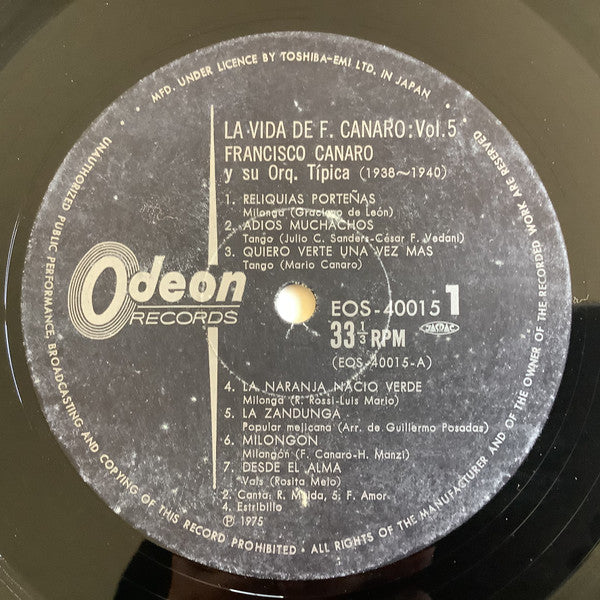 MFD. UNDER LICENCE BY TOSHIBA-EMI LTD. IN JAPAN
LA VIDA DE F. CANARO: Vol. 5
FRANCISCO CANARO
y su Orq. Típica (1938～1940)
1. RELIQUIAS PORTEÑAS
Milonga (Graciano de León)
2. ADIOS MUCHACHOS
Tango (Julio C. Sanders-César F. Vedani)
3. QUIERO VERTE UNA VEZ MAS
Tango (Mario Canaro)
Odeon
RECORDS
EOS-40015 1
33 1/3 RPM JASRAC
(EOS-40015-A)
4. LA NARANJA NACIO VERDE
Milonga (R. Rossi-Luis Mario)
5. LA ZANDUNGA
Popular mejicana (Arr. de Guillermo Posadas)
6. MILONGON
Milongón (F. Canaro-H. Manzi)
7. DESDE EL ALMA
Vals (Rosita Melo)
2. Canta: R. Maida, 5: F. Amor
4. Estribillo
Ⓟ 1975
UNAUTHORIZED PUBLIC PERFORMANCE, BROADCASTING AND COPYING OF THIS RECORD PROHIBITED • ALL RIGHTS OF THE MANUFACTURER AND OF THE OWNER OF THE RECORDED WORK ARE RESERVED